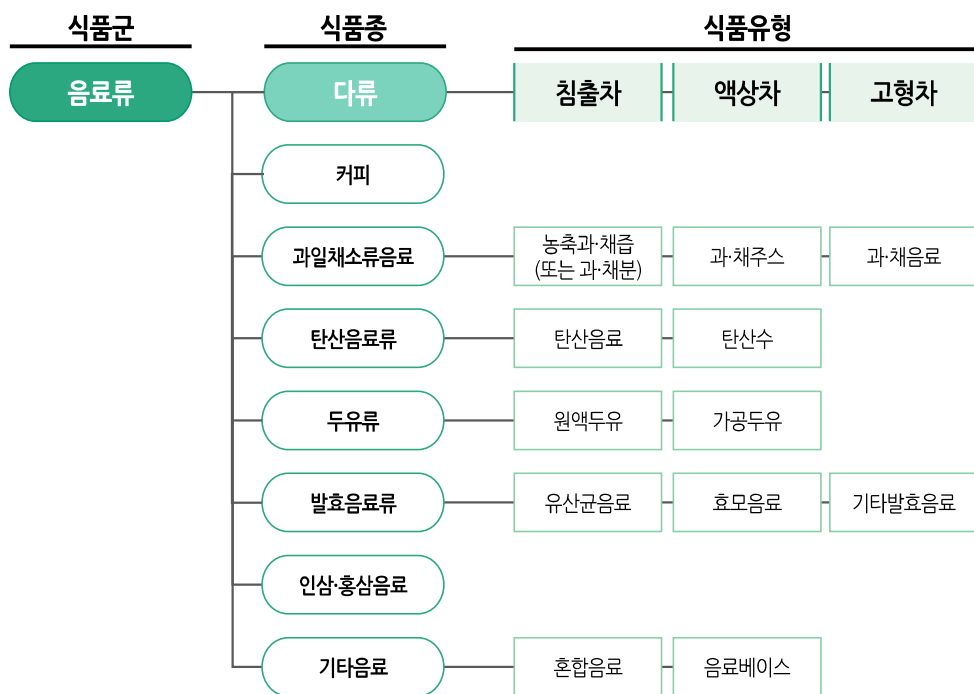 식품군
식품종
식품유형
음료류
다류
침출차
액상차
고형차
커피
과일채소류음료
농축과·채즙
(또는 과·채분)
과·채주스
과·채음료
탄산음료류
탄산음료
탄산수
두유류
원액두유
가공두유
발효음료류
유산균음료
효모음료
기타발효음료
인삼·홍삼음료
기타음료
혼합음료
음료베이스